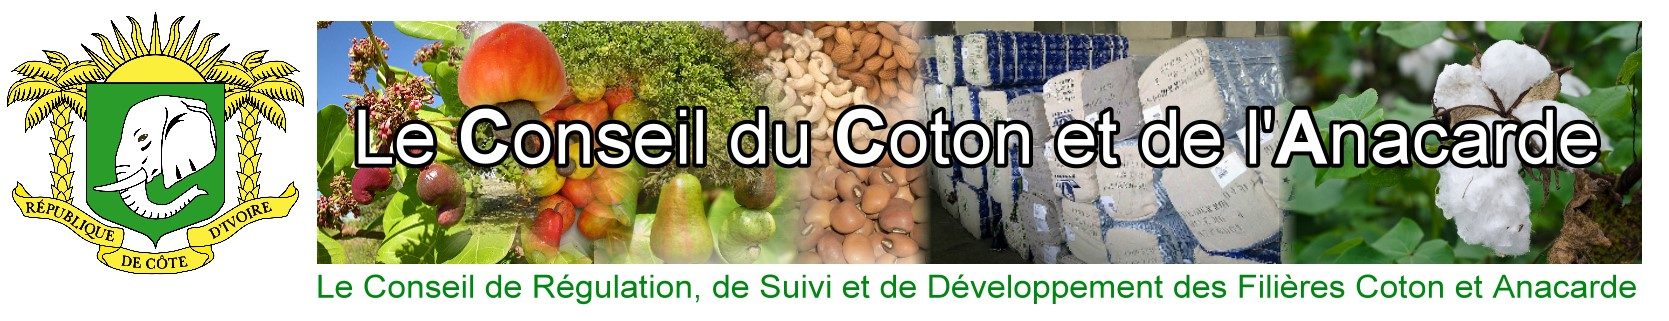 RÉPUBLIQUE DE CÔTE D'IVOIRE
Le Conseil du Coton et de l'Anacarde
Le Conseil de Régulation, de Suivi et de Développement des Filières Coton et Anacarde